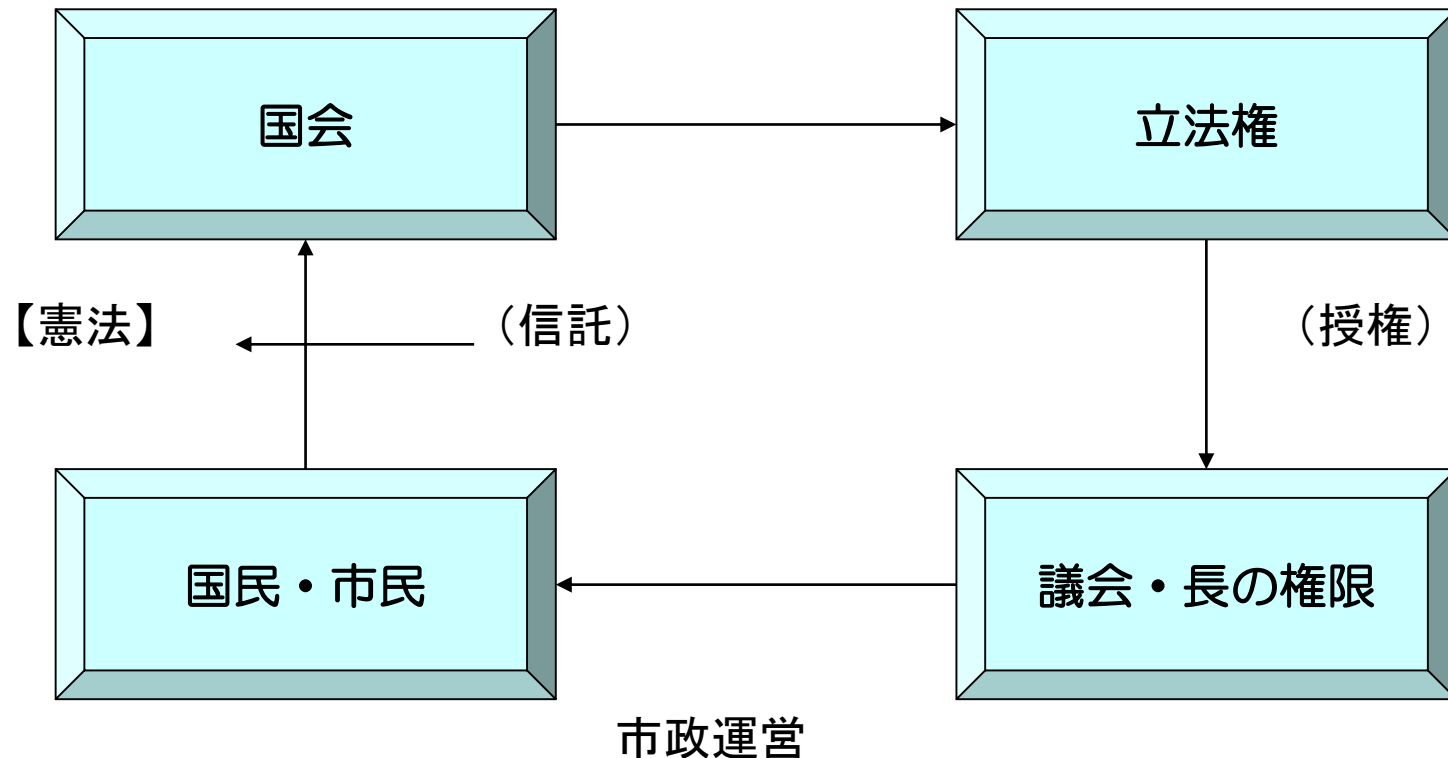 国会
立法権
【憲法】
（信託）
（授権）
国民・市民
議会・長の権限
市政運営